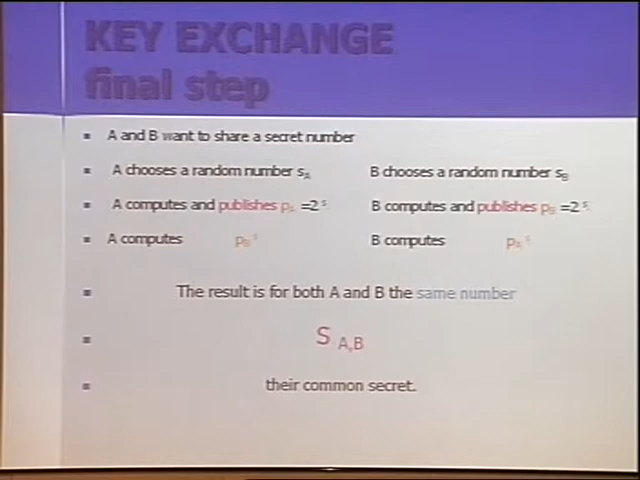 KEY EXCHANGE
final step
A and B want to share a secret number
A chooses a random number sA B chooses a random number sB
A computes and publishes pA =2 s B computes and publishes pB =2 s
A computes pB s B computes pA s
The result is for both A and B the same number
S A,B
their common secret.